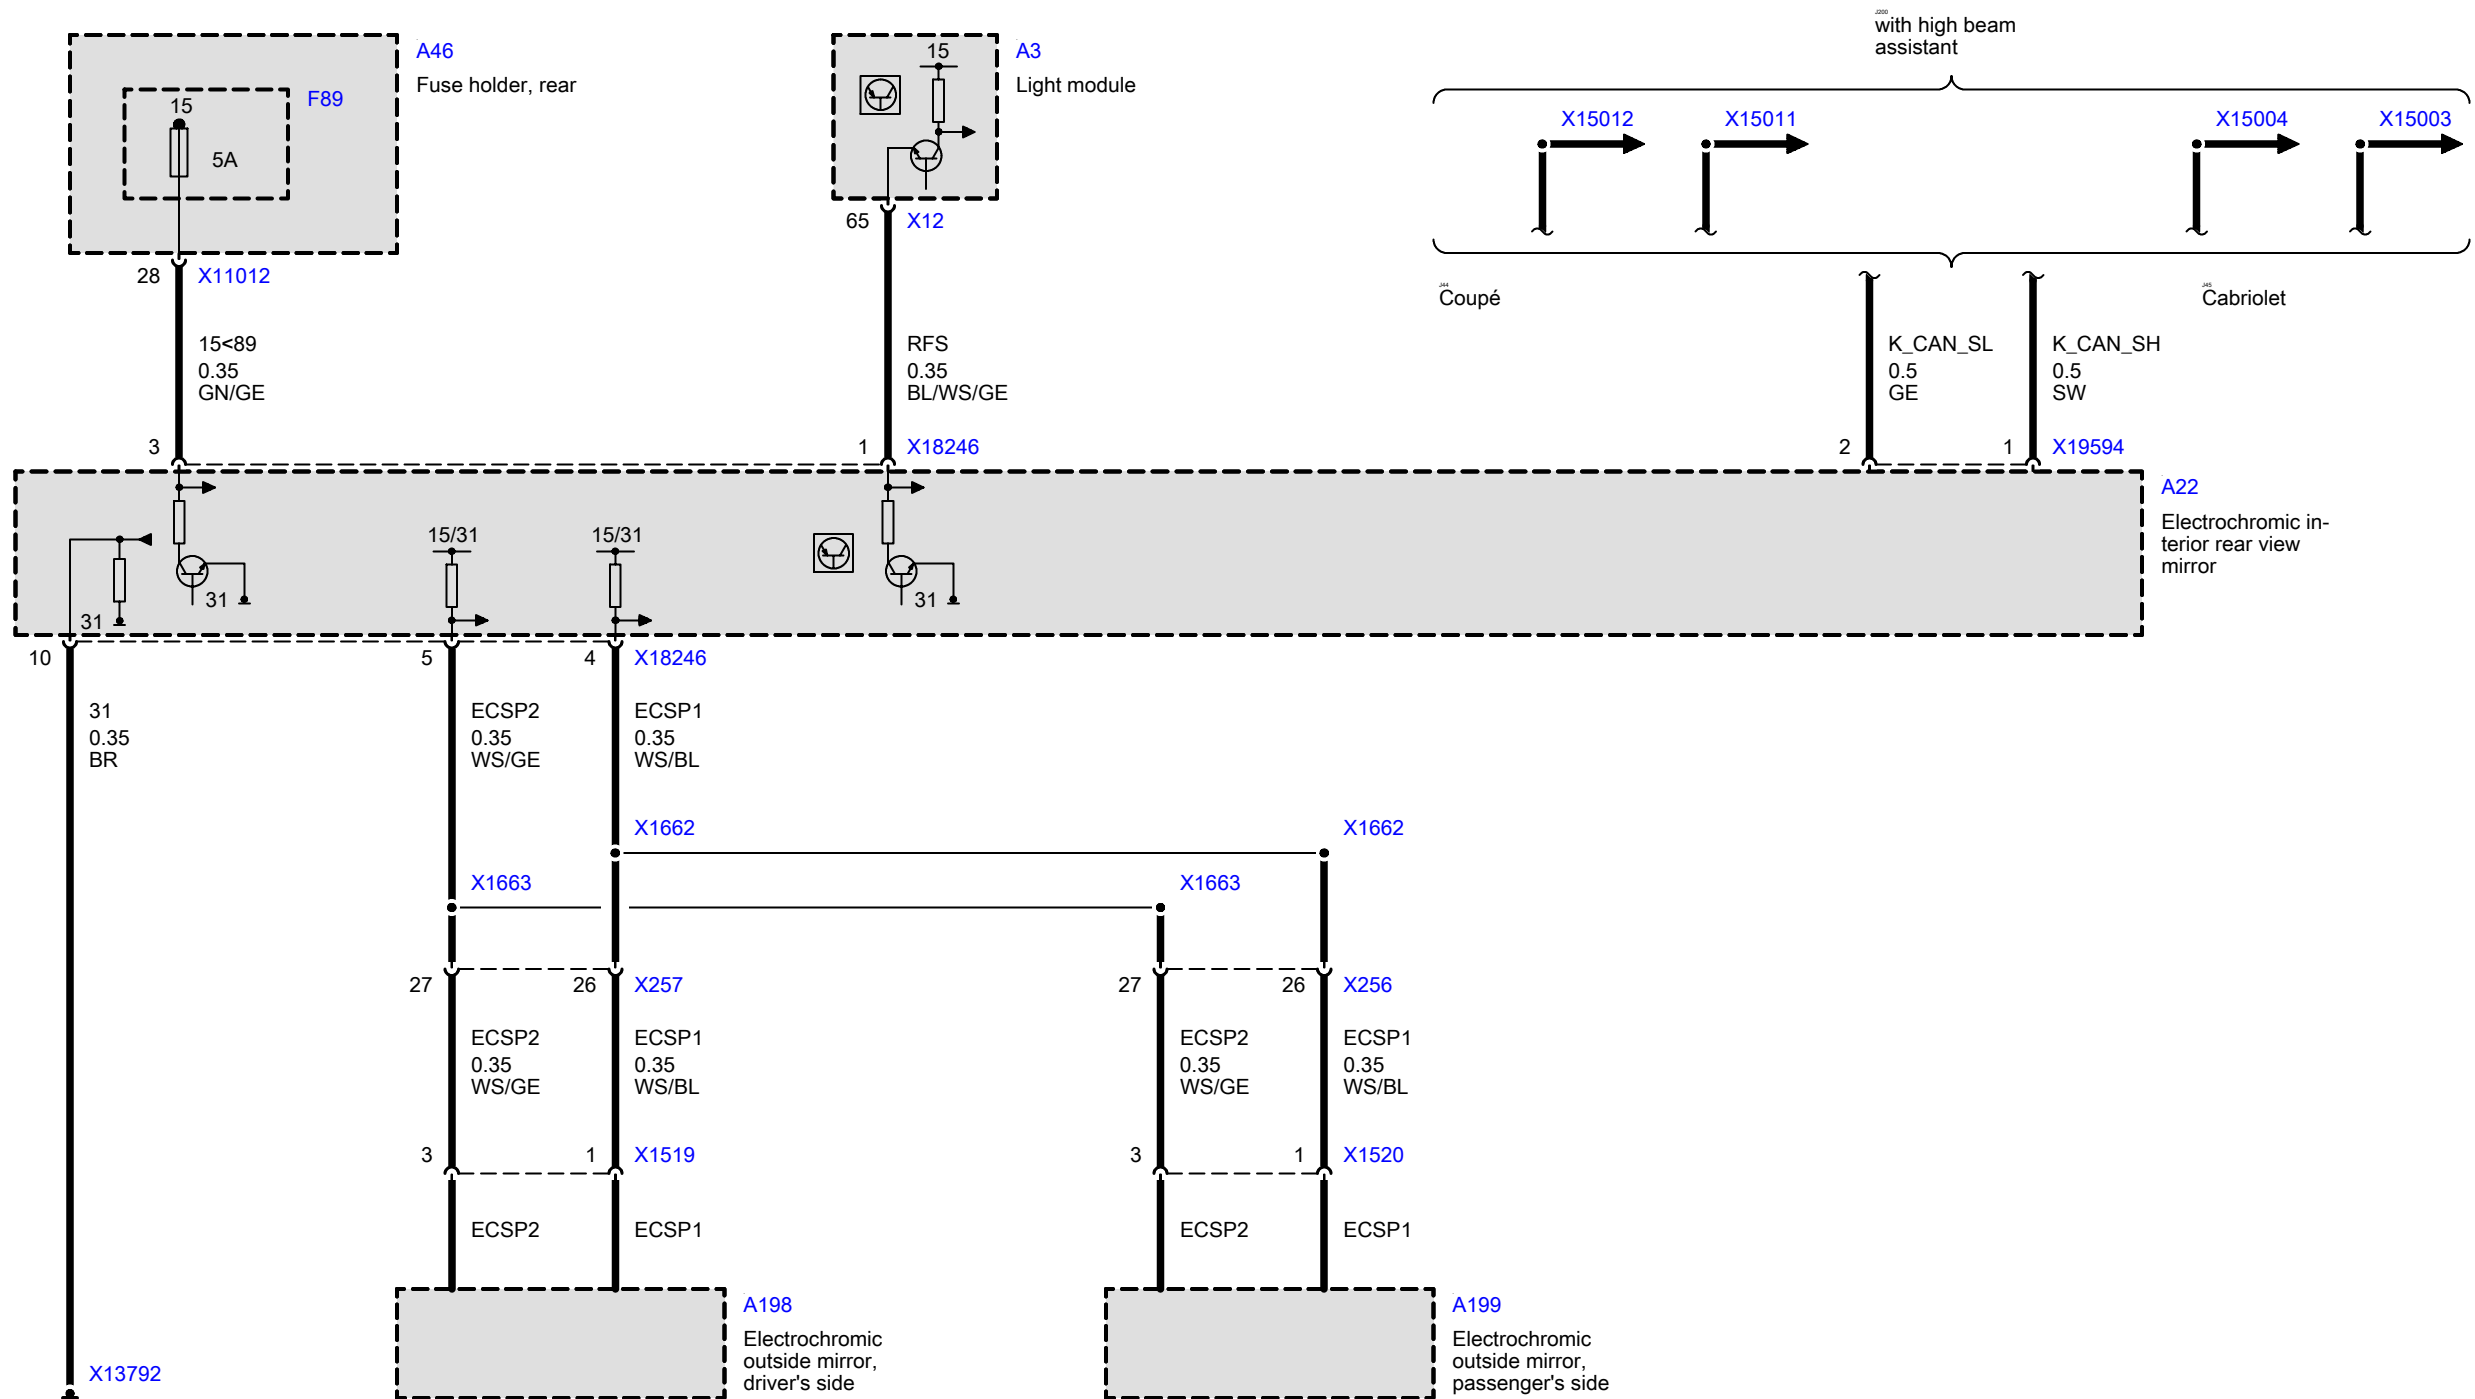 J200
with high beam
assistant
A46
Fuse holder, rear
15
F89
5A
15
A3
Light module
X15012
X15011
X15004
X15003
65
X12
28
X11012
J44
Coupé
J45
Cabriolet
15<89
0.35
GN/GE
RFS
0.35
BL/WS/GE
K_CAN_SL
0.5
GE
K_CAN_SH
0.5
SW
3
1
X18246
2
1
X19594
A22
Electrochromic in-
terior rear view
mirror
15/31
15/31
31
31
31
10
5
4
X18246
31
0.35
BR
ECSP2
0.35
WS/GE
ECSP1
0.35
WS/BL
X1662
X1662
X1663
X1663
27
26
X257
27
26
X256
ECSP2
0.35
WS/GE
ECSP1
0.35
WS/BL
ECSP2
0.35
WS/GE
ECSP1
0.35
WS/BL
3
1
X1519
3
1
X1520
ECSP2
ECSP1
ECSP2
ECSP1
A198
Electrochromic
outside mirror,
driver's side
A199
Electrochromic
outside mirror,
passenger's side
X13792